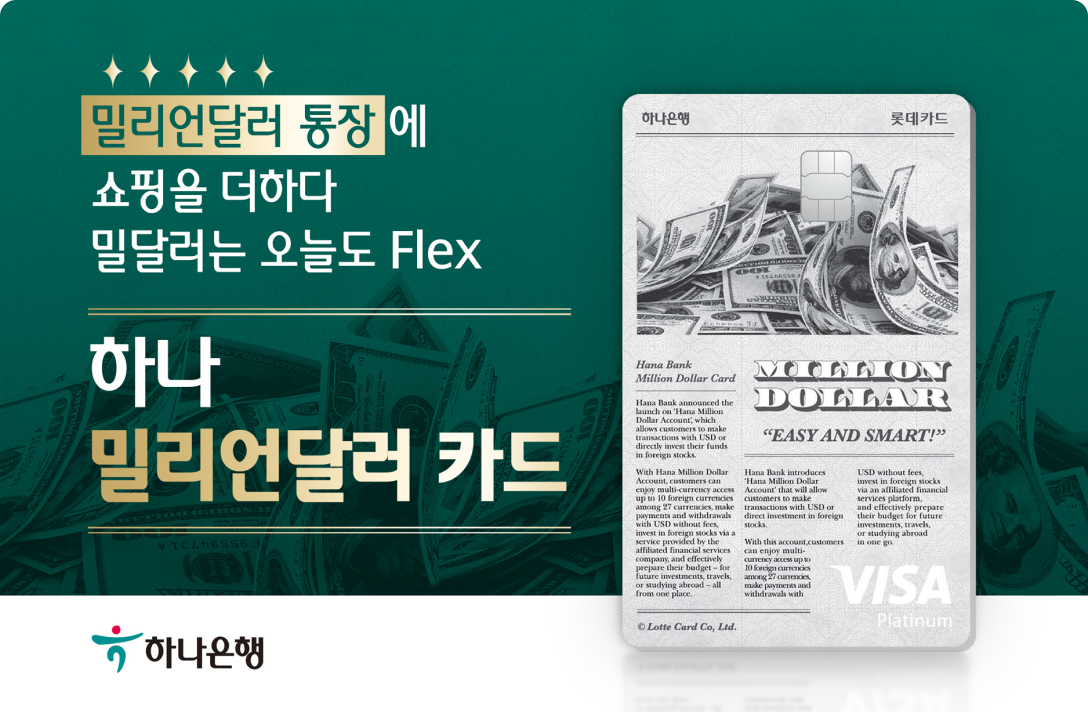 밀리언달러 통장에
쇼핑을 더하다
밀달러는 오늘도 Flex
하나
밀리언달러 카드
하나은행
하나은행 롯데카드
Hana Bank
Million Dollar Card
Hana Bank announced the
launch on 'Hana Million
Dollar Account', which
allows customers to make
transactions with USD or
directly invest their funds
in foreign stocks.
With Hana Million Dollar
Account, customers can
enjoy multi-currency access
up to 10 foreign currencies
among 27 currencies, make
payments and withdrawals
with USD without fees,
invest in foreign stocks via a
service provided by the
affiliated financial services
company, and effectively
prepare their budget – for
future investments, travels,
or studying abroad – all
from one place.
MILLION
DOLLAR
“EASY AND SMART!”
Hana Bank introduces
'Hana Million Dollar
Account' that will allow
customers to make
transactions with USD or
direct investment in foreign
stocks.
With this account,customers
can enjoy multi-
currency access up to
10 foreign currencies
among 27 currencies,
make payments and
withdrawals with
USD without fees,
invest in foreign stocks
via an affiliated financial
services platform,
and effectively prepare
their budget for future
investments, travels,
or studying abroad
in one go.
VISA
Platinum
© Lotte Card Co, Ltd.